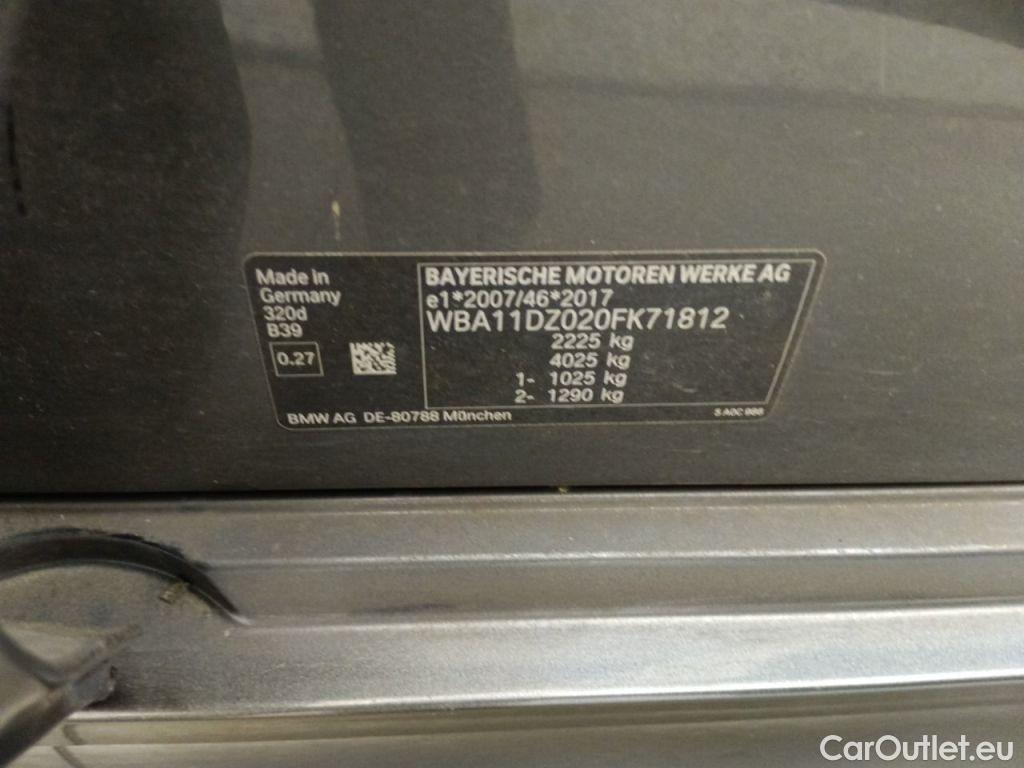 Made in
Germany
320d
B39
0.27
BAYERISCHE MOTOREN WERKE AG
e1*2007/46*2017
WBA11DZ020FK71812
2225 kg
4025 kg
1- 1025 kg
2- 1290 kg
BMW AG DE-80788 München
CarOutlet.eu